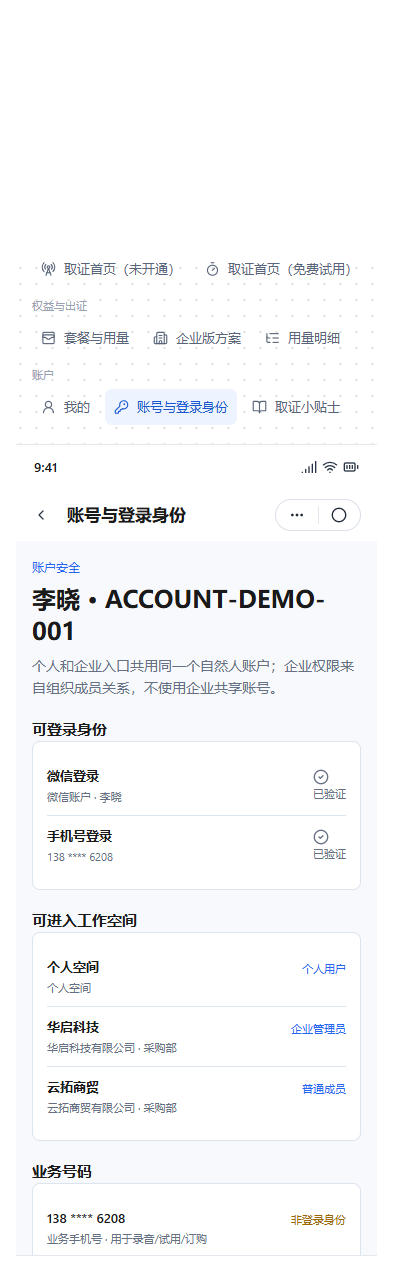 取证首页（未开通） 取证首页（免费试用）
权益与出证
套餐与用量 企业版方案 用量明细
账户
我的 账号与登录身份 取证小贴士
9:41
账号与登录身份
账户安全
李晓 • ACCOUNT-DEMO-
001
个人和企业入口共用同一个自然人账户；企业权限来
自组织成员关系，不使用企业共享账号。
可登录身份
微信登录
微信账户 · 李晓
已验证
手机号登录
138 **** 6208
已验证
可进入工作空间
个人空间
个人空间
个人用户
华启科技
华启科技有限公司 · 采购部
企业管理员
云拓商贸
云拓商贸有限公司 · 采购部
普通成员
业务号码
138 **** 6208
业务手机号 · 用于录音/试用/订购
非登录身份